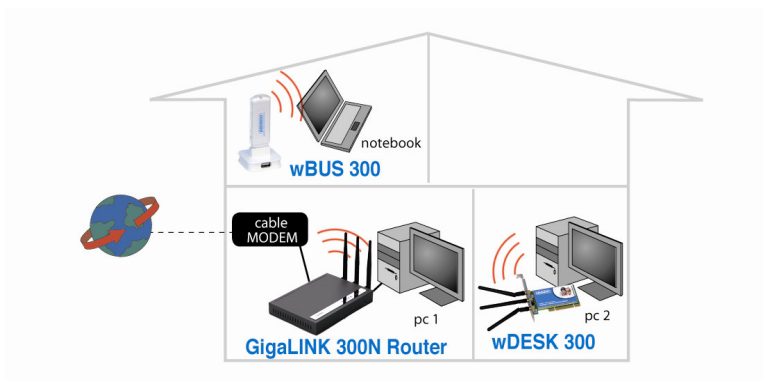 notebook
wBUS 300
cable
MODEM
pc 1
GigaLINK 300N Router
pc 2
wDESK 300